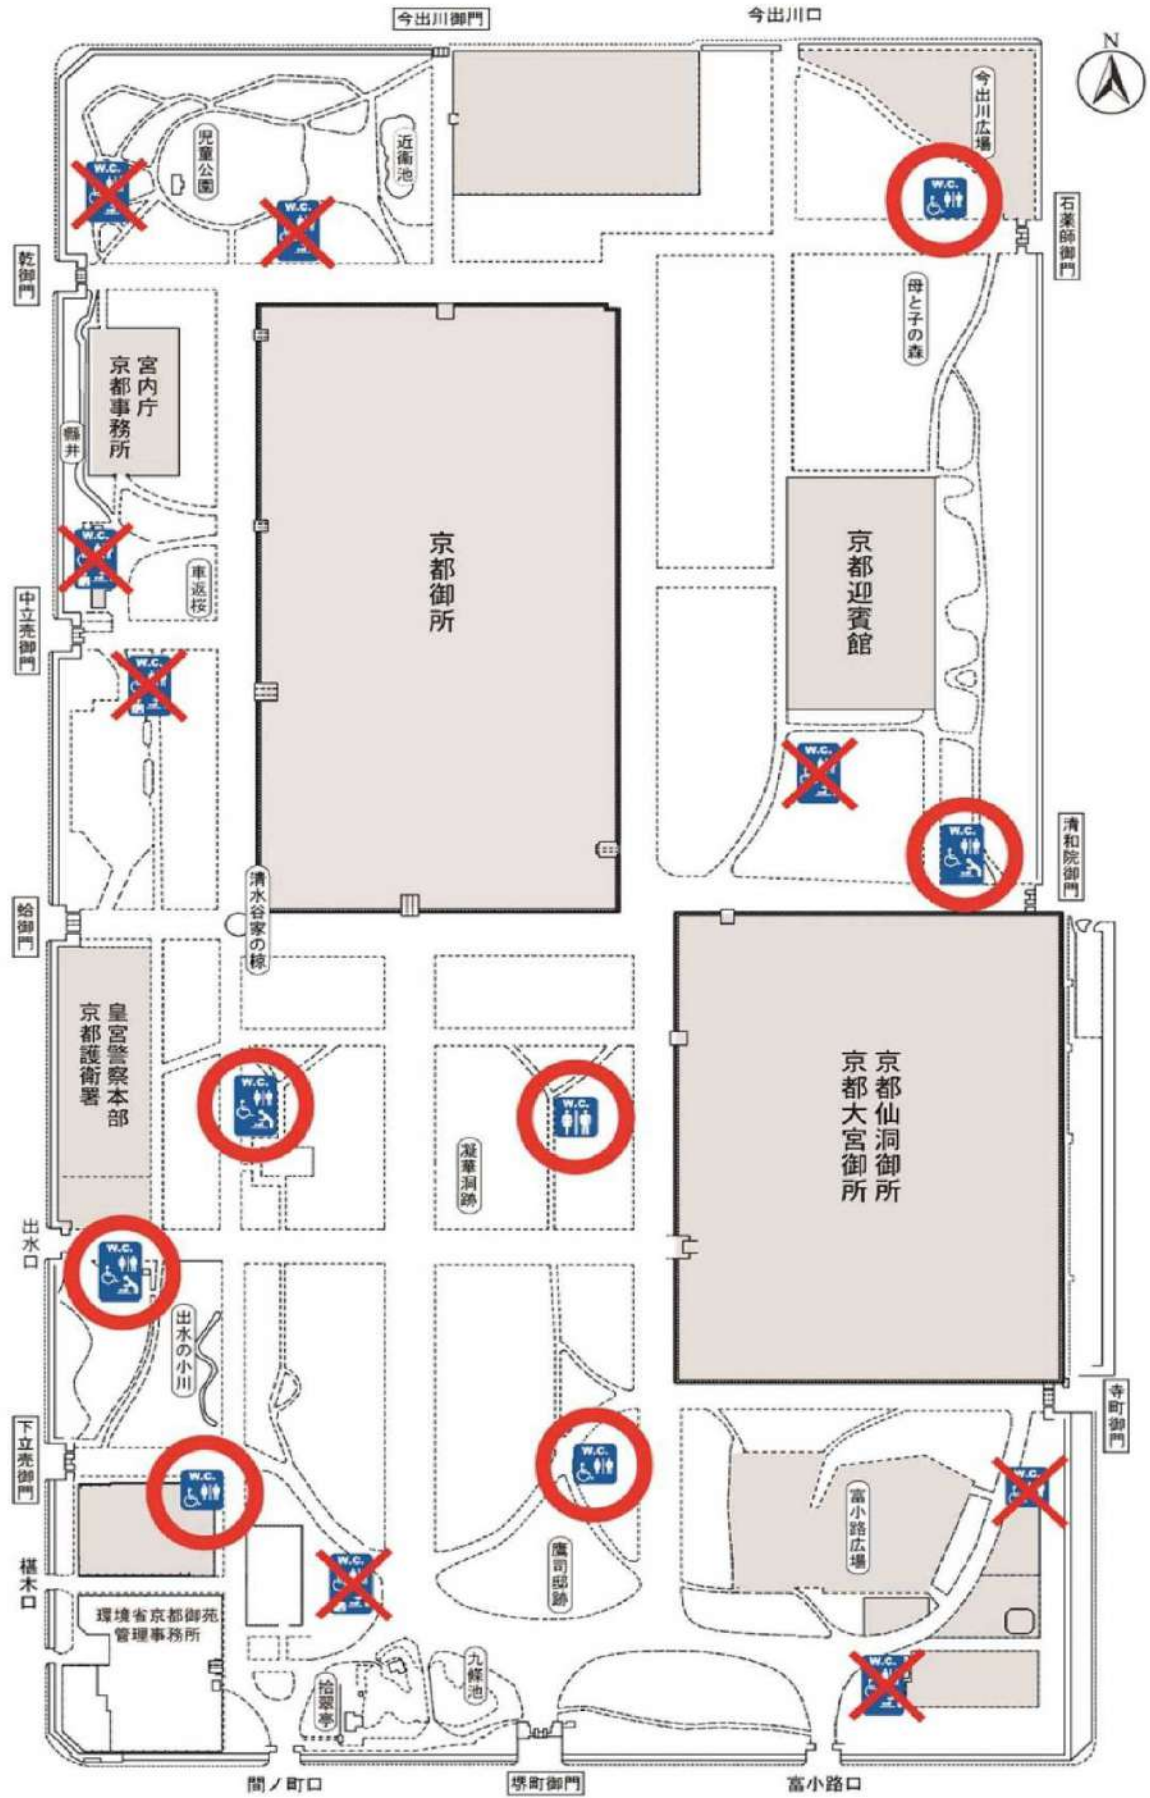 今出川御門
今出川口
N
今出川広場
児童公園
近衛池
W.C.
W.C.
W.C.
石薬師御門
乾御門
母と子の森
宮内庁
京都事務所
縣井
W.C.
車返桜
京都御所
京都迎賓館
中立売御門
W.C.
W.C.
W.C.
清和院御門
蛤御門
清水谷家の椋
皇宮警察本部
京都護衛署
W.C.
W.C.
凝華洞跡
京都仙洞御所
京都大宮御所
出水口
W.C.
出水の小川
寺町御門
下立売御門
W.C.
W.C.
W.C.
富小路広場
鷹司邸跡
椹木口
W.C.
環境省京都御苑
管理事務所
拾翠亭
九條池
W.C.
間ノ町口
堺町御門
富小路口